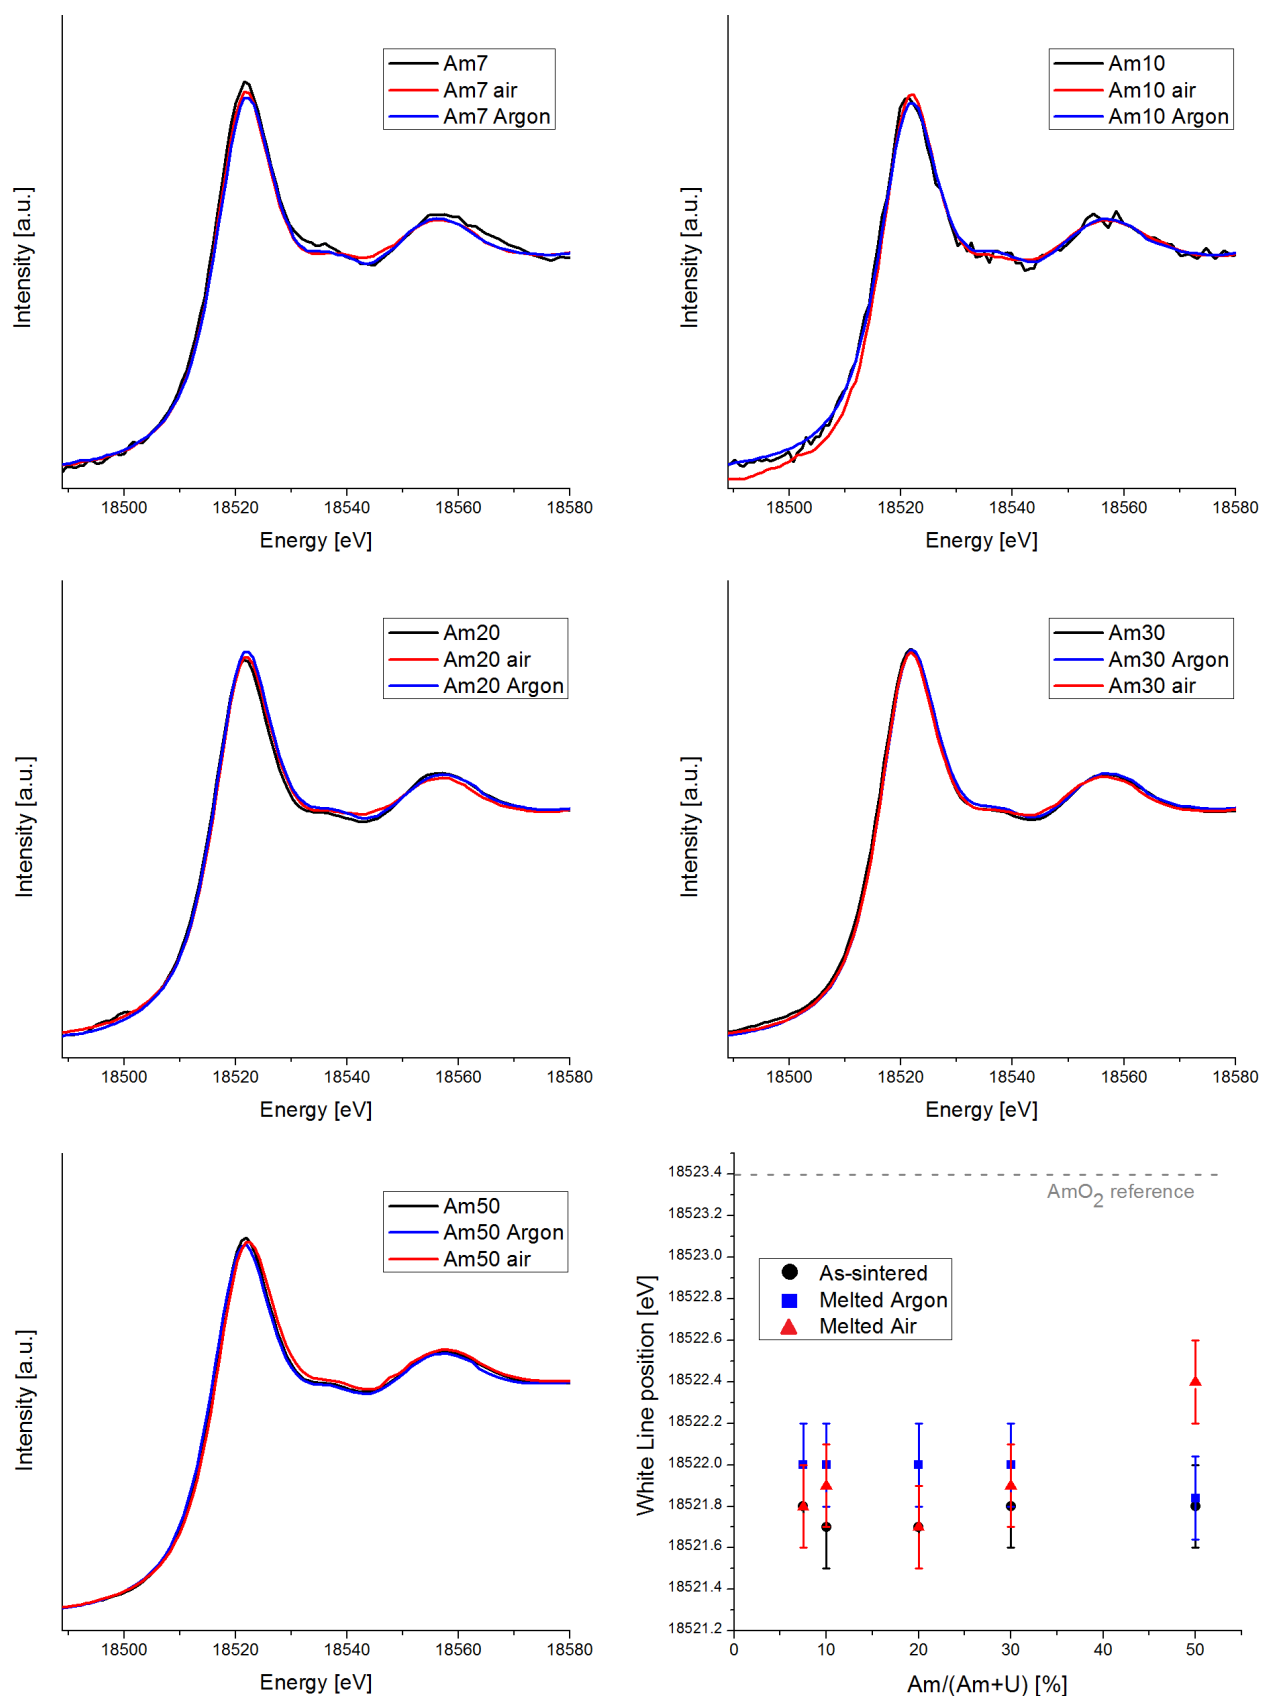 Am7
Am7 air
Am7 Argon
Intensity [a.u.]
18500 18520 18540 18560 18580
Energy [eV]
Am10
Am10 air
Am10 Argon
Intensity [a.u.]
18500 18520 18540 18560 18580
Energy [eV]
Am20
Am20 air
Am20 Argon
Intensity [a.u.]
18500 18520 18540 18560 18580
Energy [eV]
Am30
Am30 Argon
Am30 air
Intensity [a.u.]
18500 18520 18540 18560 18580
Energy [eV]
Am50
Am50 Argon
Am50 air
Intensity [a.u.]
18500 18520 18540 18560 18580
Energy [eV]
18523.4
AmO2 reference
18523.2
18523.0
As-sintered
Melted Argon
Melted Air
18522.8
18522.6
18522.4
18522.2
18522.0
18521.8
18521.6
18521.4
18521.2
White Line position [eV]
0 10 20 30 40 50
Am/(Am+U) [%]